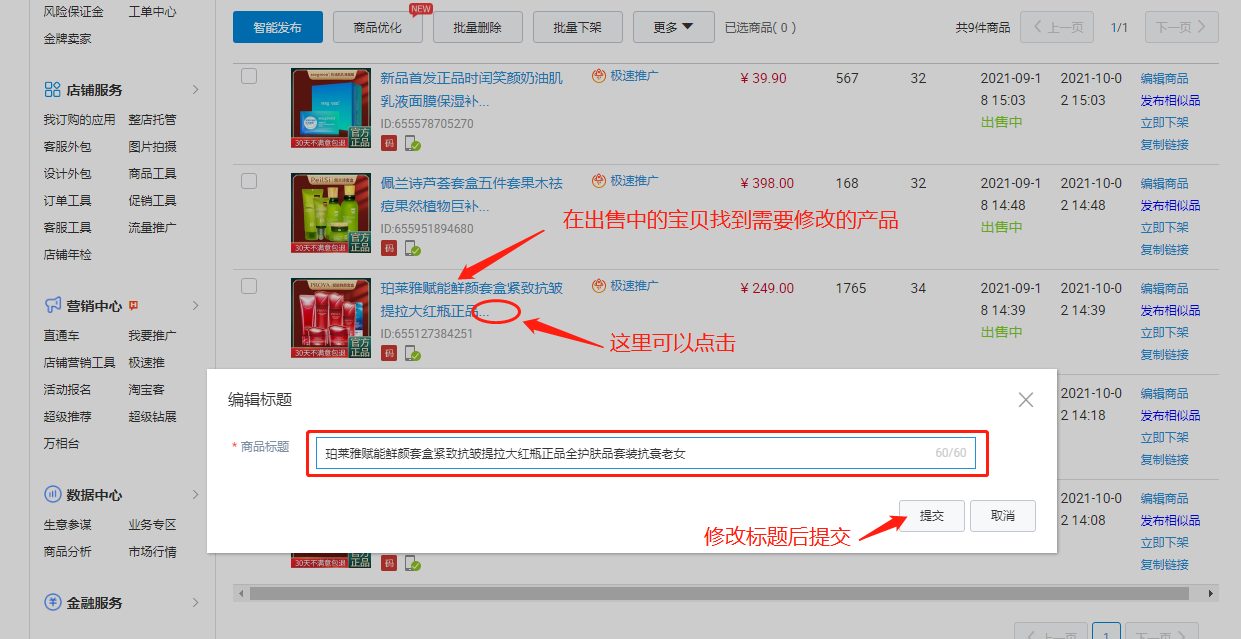 风险保证金 工单中心
金牌卖家
店铺服务
我订购的应用 整店托管
客服外包 图片拍摄
设计外包 商品工具
订单工具 促销工具
客服工具 流量推广
店铺年检
营销中心
直通车 我要推广
店铺营销工具 极速推
活动报名 淘宝客
超级推荐 超级钻展
万相台
数据中心
生意参谋 业务专区
商品分析 市场行情
金融服务
智能发布 商品优化 NEW 批量删除 批量下架 更多 已选商品( 0 ) 共9件商品 上一页 1/1 下一页
新品首发正品时闰笑颜奶油肌
乳液面膜保湿补...
ID:655578705270
码
官方
正品
30天不满意包退
极速推广
¥ 39.90
567
32
2021-09-1
8 15:03
出售中
2021-10-0
2 15:03
编辑商品
发布相似品
立即下架
复制链接
佩兰诗芦荟套盒五件套果木祛
痘果然植物巨补...
ID:655951894680
码
PeilSi
官方
正品
30天不满意包退
极速推广
¥ 398.00
168
32
2021-09-1
8 14:48
出售中
2021-10-0
2 14:48
编辑商品
发布相似品
立即下架
复制链接
在出售中的宝贝找到需要修改的产品
珀莱雅赋能鲜颜套盒紧致抗皱
提拉大红瓶正品...
ID:655127384251
码
PROYA
官方
正品
30天不满意包退
极速推广
¥ 249.00
1765
34
2021-09-1
8 14:39
出售中
2021-10-0
2 14:39
编辑商品
发布相似品
立即下架
复制链接
这里可以点击
编辑标题
* 商品标题
珀莱雅赋能鲜颜套盒紧致抗皱提拉大红瓶正品全护肤品套装抗衰老女
60/60
提交 取消
修改标题后提交
2021-10-0
2 14:18
编辑商品
发布相似品
立即下架
复制链接
2021-10-0
2 14:08
编辑商品
发布相似品
立即下架
复制链接
30天不满意包退
正品
码
上一页 1 下一页